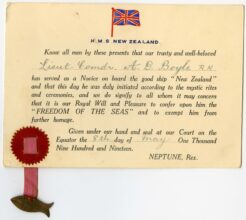 H.M.S NEW ZEALAND.
Know all men by these presents that our trusty and well-beloved
Lieut. Comdr. A D Boyle R.N.
has served as a Novice on board the good ship "New Zealand"
and that this day he was duly initiated according to the mystic rites
and ceremonies, and we do signify to all whom it may concern
that it is our Royal Will and Pleasure to confer upon him the
"FREEDOM OF THE SEAS" and to exempt him from
further homage.
Given under our hand and seal at our Court on the
Equator the 8th day of May One Thousand
Nine Hundred and Nineteen.
NEPTUNE, Rex.